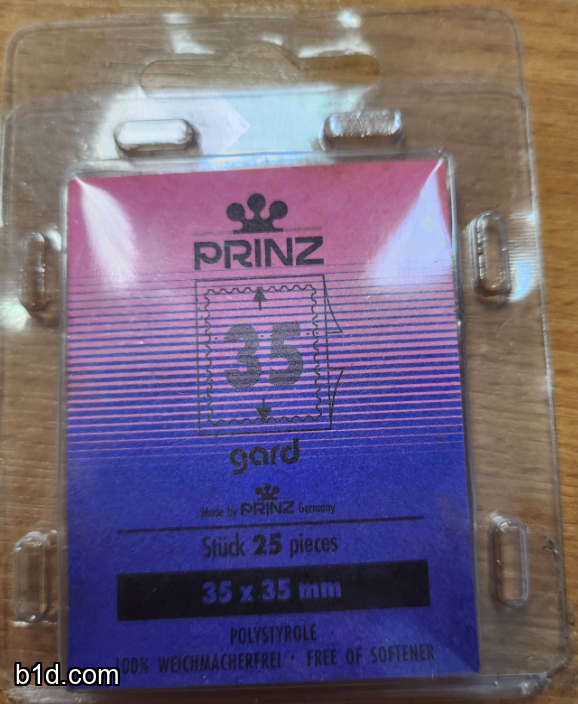 PRINZ
35
gard
Made by PRINZ Germany
Stück 25 pieces
35 x 35 mm
POLYSTYROLE
100% WEICHMACHERFREI · FREE OF SOFTENER
b1d.com